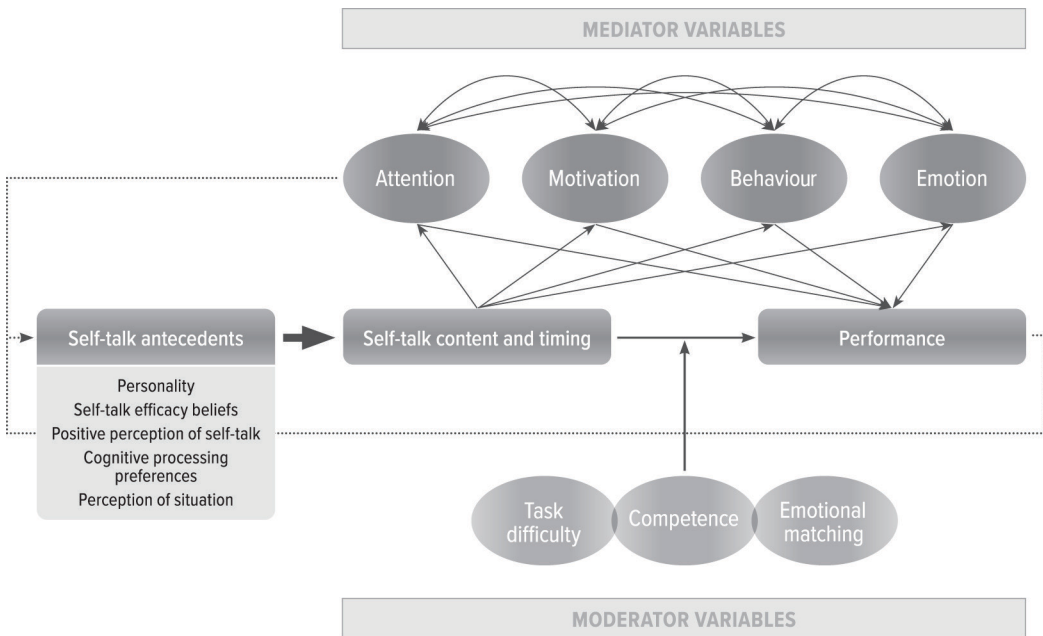 MEDIATOR VARIABLES
Attention
Motivation
Behaviour
Emotion
Self-talk antecedents
Self-talk content and timing
Performance
Personality
Self-talk efficacy beliefs
Positive perception of self-talk
Cognitive processing
preferences
Perception of situation
Task
difficulty
Competence
Emotional
matching
MODERATOR VARIABLES